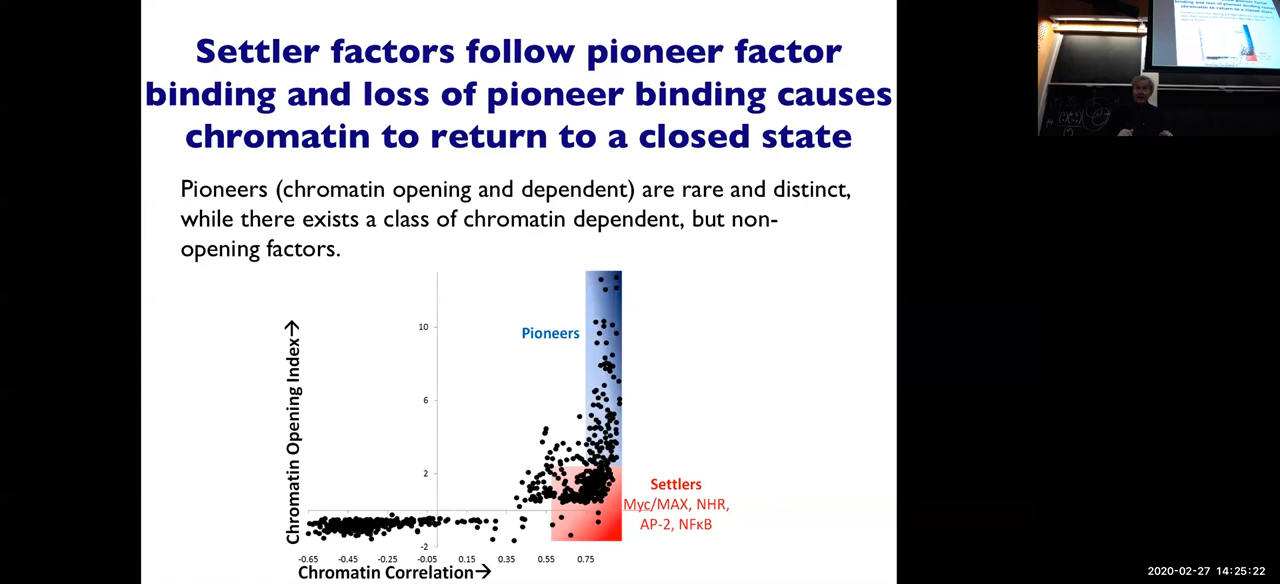 Settler factors follow pioneer factor
binding and loss of pioneer binding causes
chromatin to return to a closed state
Pioneers (chromatin opening and dependent) are rare and distinct,
while there exists a class of chromatin dependent, but non-
opening factors.
Chromatin Opening Index→
10
6
2
-2
Pioneers
Settlers
Myc/MAX, NHR,
AP-2, NFκB
-0.65 -0.45 -0.25 -0.05 0.15 0.35 0.55 0.75
Chromatin Correlation→
2020-02-27 14:25:22